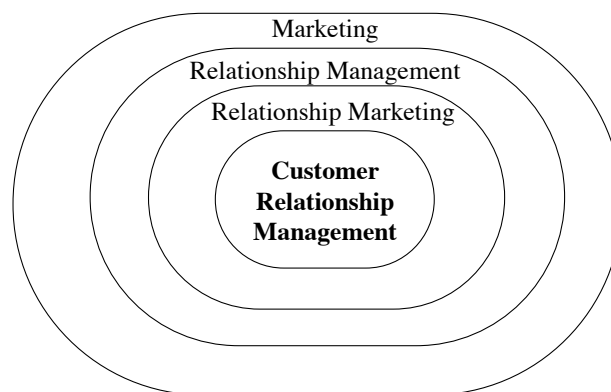 Marketing
Relationship Management
Relationship Marketing
Customer
Relationship
Management